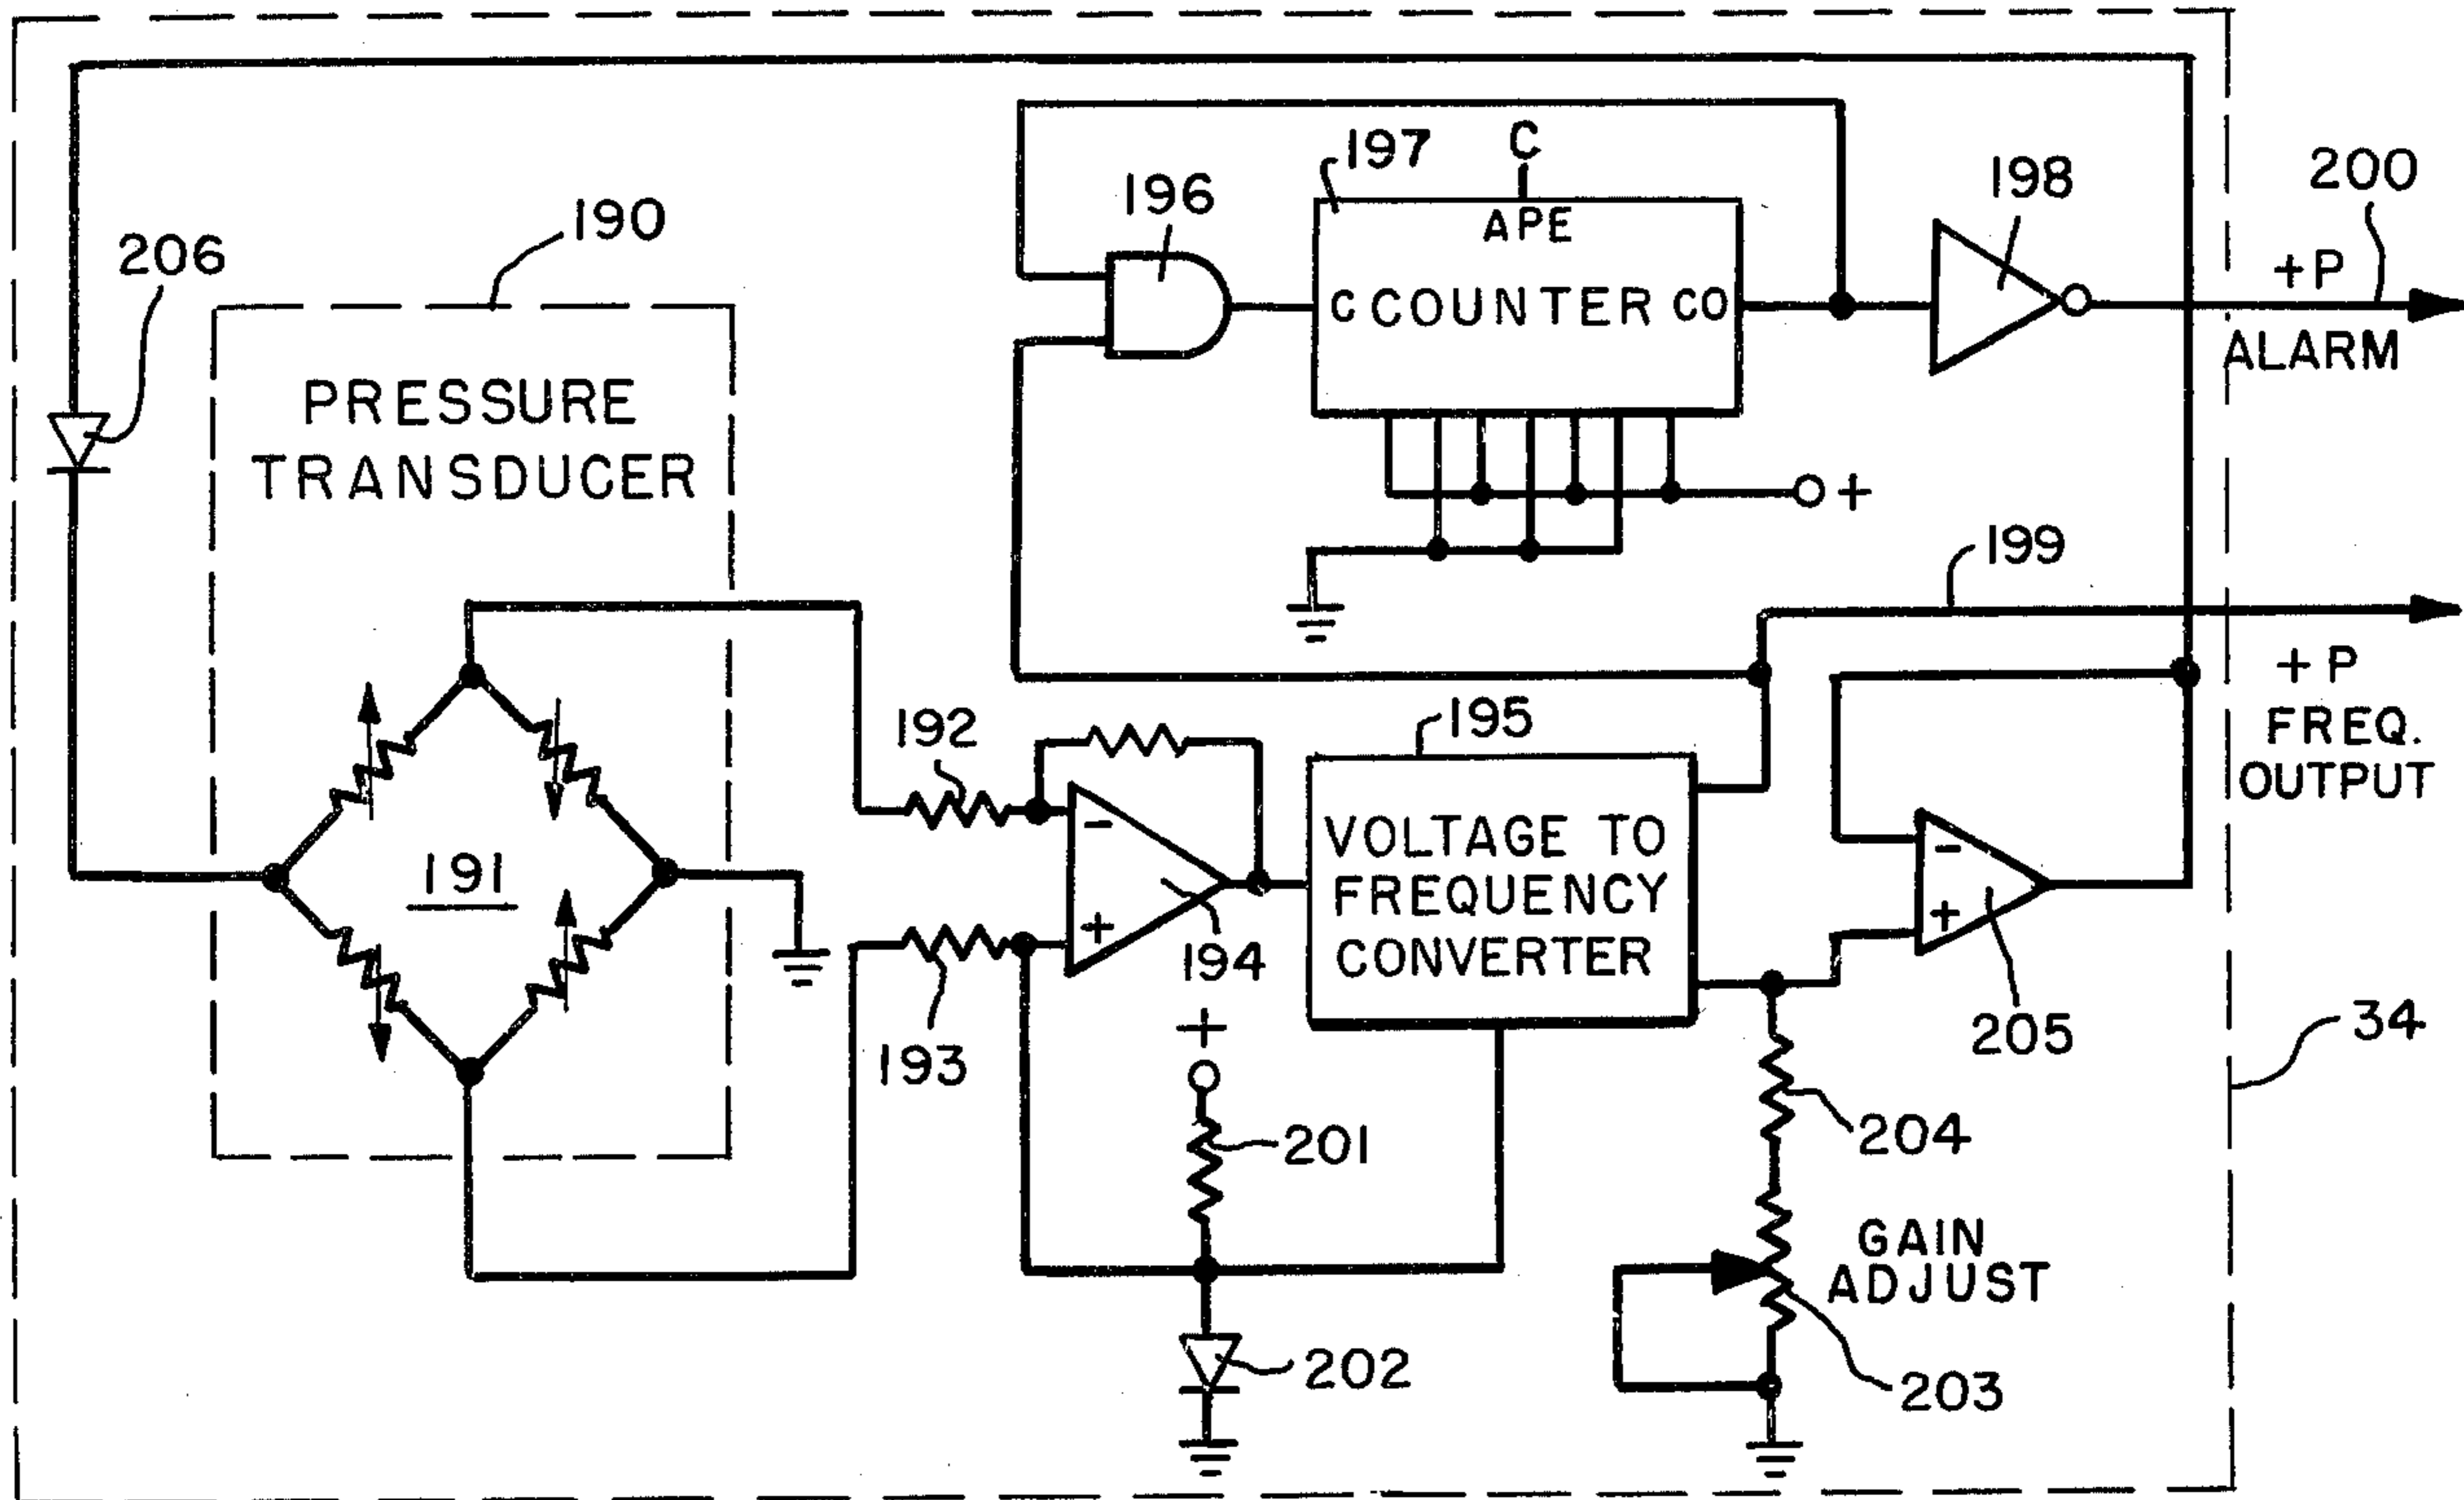 206
190
PRESSURE
TRANSDUCER
191
196
197
C
APE
C COUNTER CO
+
198
200
+P
ALARM
199
+P
FREQ.
OUTPUT
192
193
-
+
194
195
VOLTAGE TO
FREQUENCY
CONVERTER
-
+
205
34
+
201
202
204
GAIN
ADJUST
203